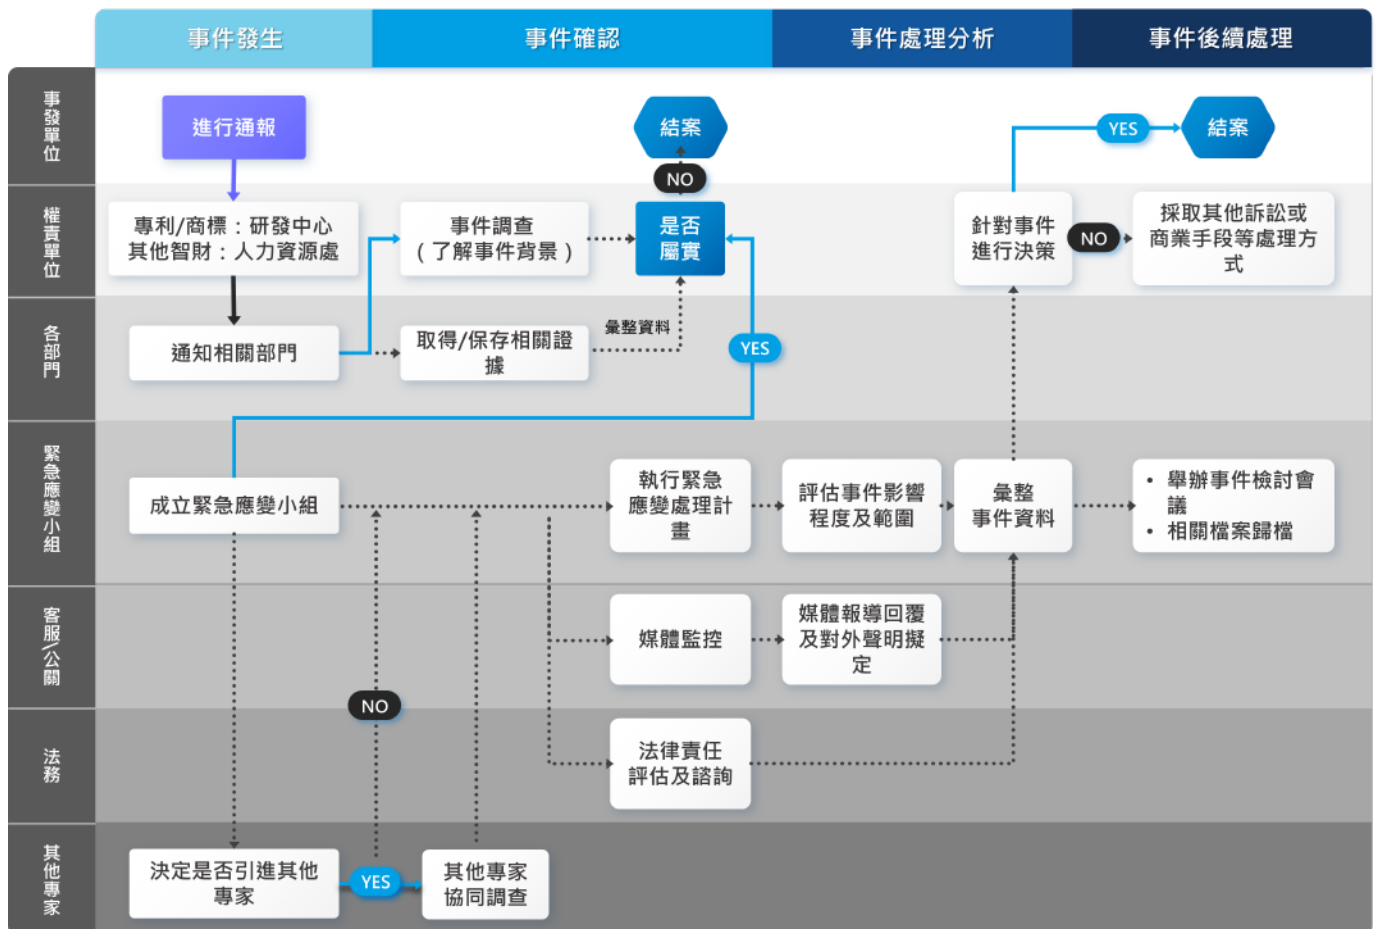 事件發生
事件確認
事件處理分析
事件後續處理
事發單位
進行通報
結案
YES
結案
NO
權責單位
專利/商標：研發中心
其他智財：人力資源處
事件調查
（了解事件背景）
是否
屬實
針對事件
進行決策
NO
採取其他訴訟或
商業手段等處理方
式
各部門
通知相關部門
取得/保存相關證
據
彙整資料
YES
緊急應變小組
成立緊急應變小組
執行緊急
應變處理計
畫
評估事件影響
程度及範圍
彙整
事件資料
• 舉辦事件檢討會
議
• 相關檔案歸檔
客服/公關
媒體監控
媒體報導回覆
及對外聲明擬
定
NO
法務
法律責任
評估及諮詢
其他專家
決定是否引進其他
專家
YES
其他專家
協同調查